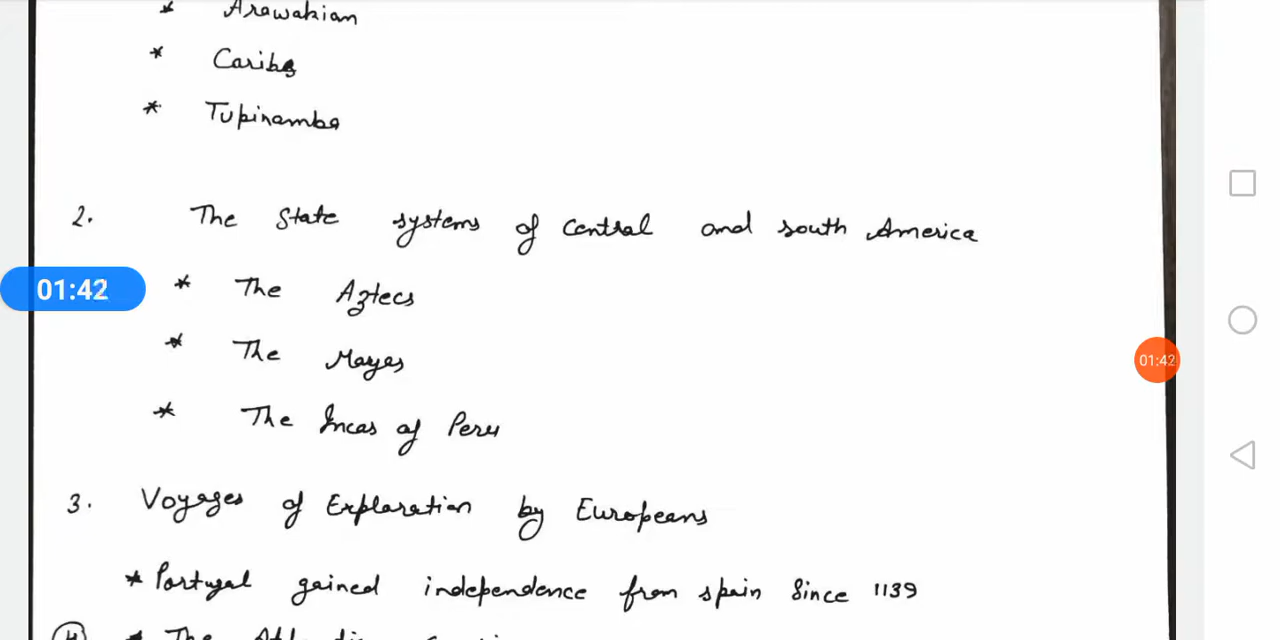 * Arawakian
* Caribs
* Tupinamba
2. The State systems of Central and south America
01:42
* The Aztecs
* The Mayas
01:42
* The Incas of Peru
3. Voyages of Exploration by Europeans
* Portugal gained independence from spain Since 1139
* The